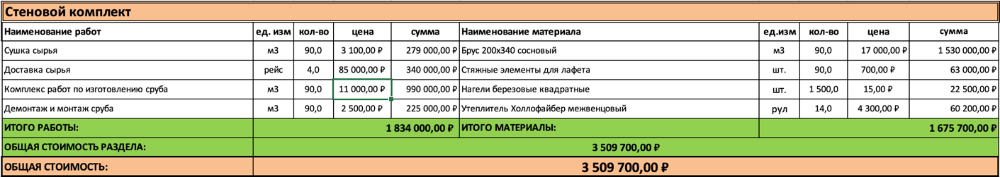 Стеновой комплект
Наименование работ ед. изм кол-во цена сумма Наименование материала ед.изм кол-во цена сумма
Сушка сырья м3 90,0 3 100,00 ₽ 279 000,00 ₽ Брус 200х340 сосновый м3 90,0 17 000,00 ₽ 1 530 000,00 ₽
Доставка сырья рейс 4,0 85 000,00 ₽ 340 000,00 ₽ Стяжные элементы для лафета шт. 90,0 700,00 ₽ 63 000,00 ₽
Комплекс работ по изготовлению сруба м3 90,0 11 000,00 ₽ 990 000,00 ₽ Нагели березовые квадратные шт. 1 500,0 15,00 ₽ 22 500,00 ₽
Демонтаж и монтаж сруба м3 90,0 2 500,00 ₽ 225 000,00 ₽ Утеплитель Холлофайбер межвенцовый рул 14,0 4 300,00 ₽ 60 200,00 ₽
ИТОГО РАБОТЫ: 1 834 000,00 ₽ ИТОГО МАТЕРИАЛЫ: 1 675 700,00 ₽
ОБЩАЯ СТОИМОСТЬ РАЗДЕЛА: 3 509 700,00 ₽
ОБЩАЯ СТОИМОСТЬ: 3 509 700,00 ₽